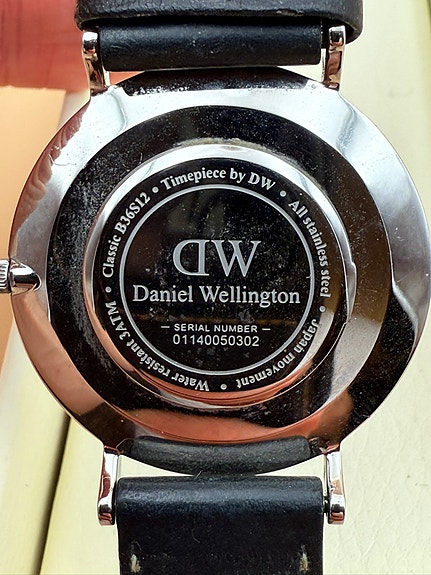 Classic B36S12 • Timepiece by DW • All stainless steel • Japan movement • Water resistant 3ATM •
DW
Daniel Wellington
SERIAL NUMBER
01140050302